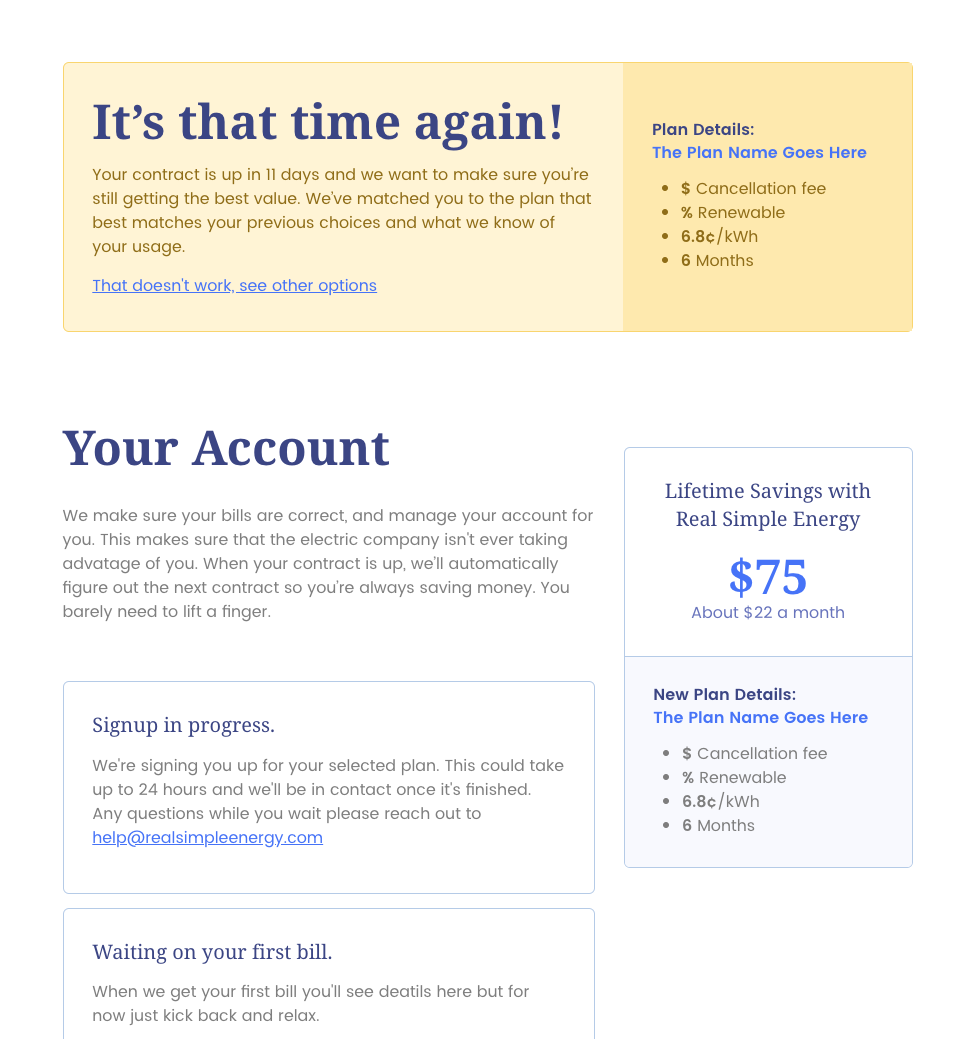 It’s that time again!
Your contract is up in 11 days and we want to make sure you're
still getting the best value. We’ve matched you to the plan that
best matches your previous choices and what we know of
your usage.
That doesn't work, see other options
Plan Details:
The Plan Name Goes Here
• $ Cancellation fee
• % Renewable
• 6.8¢/kWh
• 6 Months
Your Account
We make sure your bills are correct, and manage your account for
you. This makes sure that the electric company isn't ever taking
advatage of you. When your contract is up, we’ll automatically
figure out the next contract so you’re always saving money. You
barely need to lift a finger.
Lifetime Savings with
Real Simple Energy
$75
About $22 a month
New Plan Details:
The Plan Name Goes Here
• $ Cancellation fee
• % Renewable
• 6.8¢/kWh
• 6 Months
Signup in progress.
We're signing you up for your selected plan. This could take
up to 24 hours and we'll be in contact once it's finished.
Any questions while you wait please reach out to
help@realsimpleenergy.com
Waiting on your first bill.
When we get your first bill you'll see deatils here but for
now just kick back and relax.